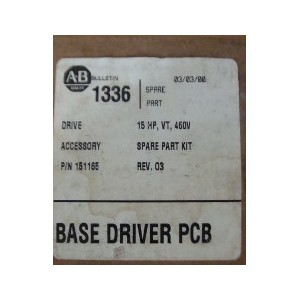 A-B
BULLETIN 1336 SPARE PART 03/03/00
DRIVE 15 HP, VT, 460V
ACCESSORY SPARE PART KIT
P/N 151165 REV. 03
BASE DRIVER PCB